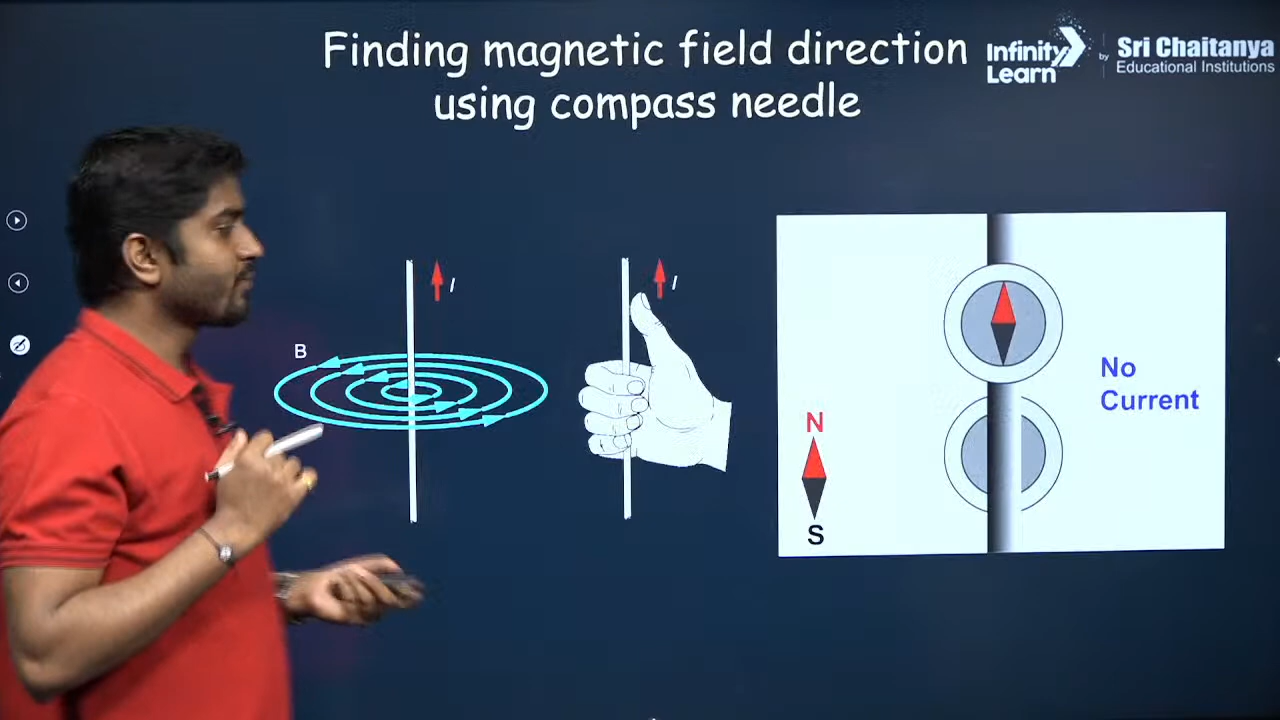 Finding magnetic field direction
using compass needle
Infinity
Learn
by
Sri Chaitanya
Educational Institutions
I
B
I
No
Current
N
S